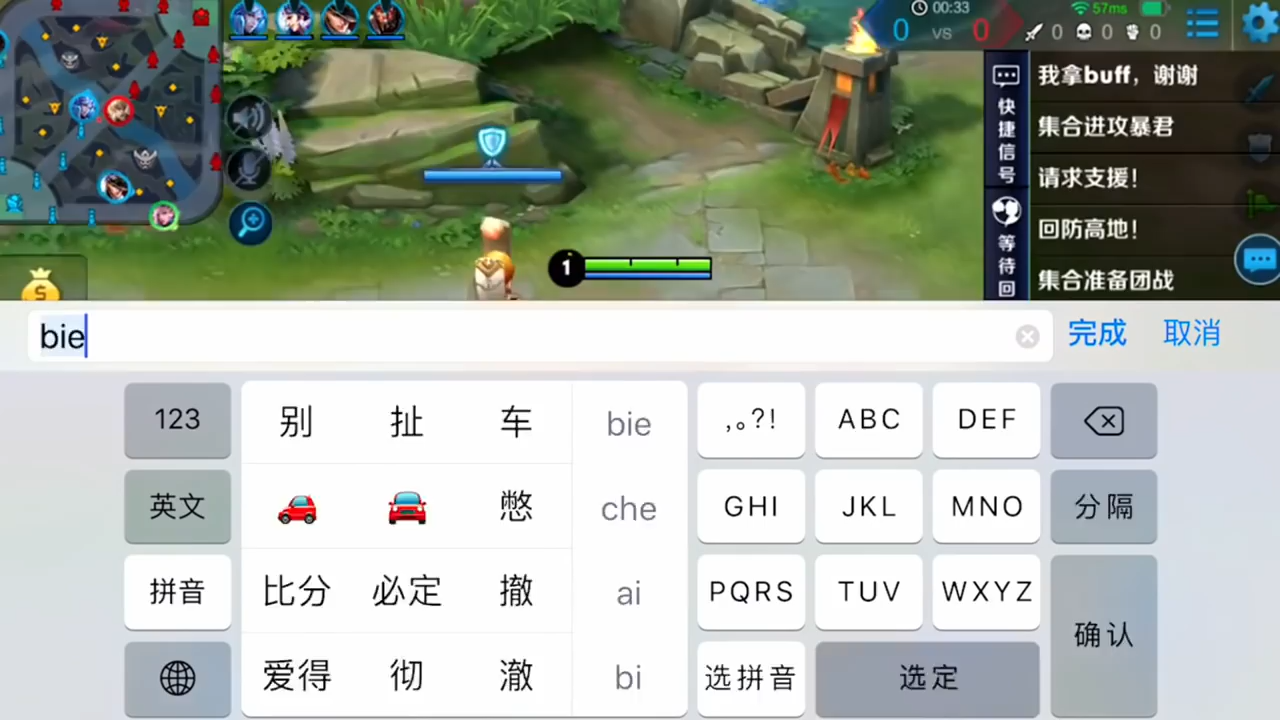 00:33
57ms
0 VS 0
0 0 0
快捷信号
等待回
我拿buff，谢谢
集合进攻暴君
请求支援！
回防高地！
集合准备团战
1
$
bie
完成 取消
123
英文
拼音
别 扯 车
憋
比分 必定 撤
爱得 彻 澈
bie
che
ai
bi
,。?! ABC DEF
GHI JKL MNO 分隔
PQRS TUV WXYZ 确认
选拼音 选定